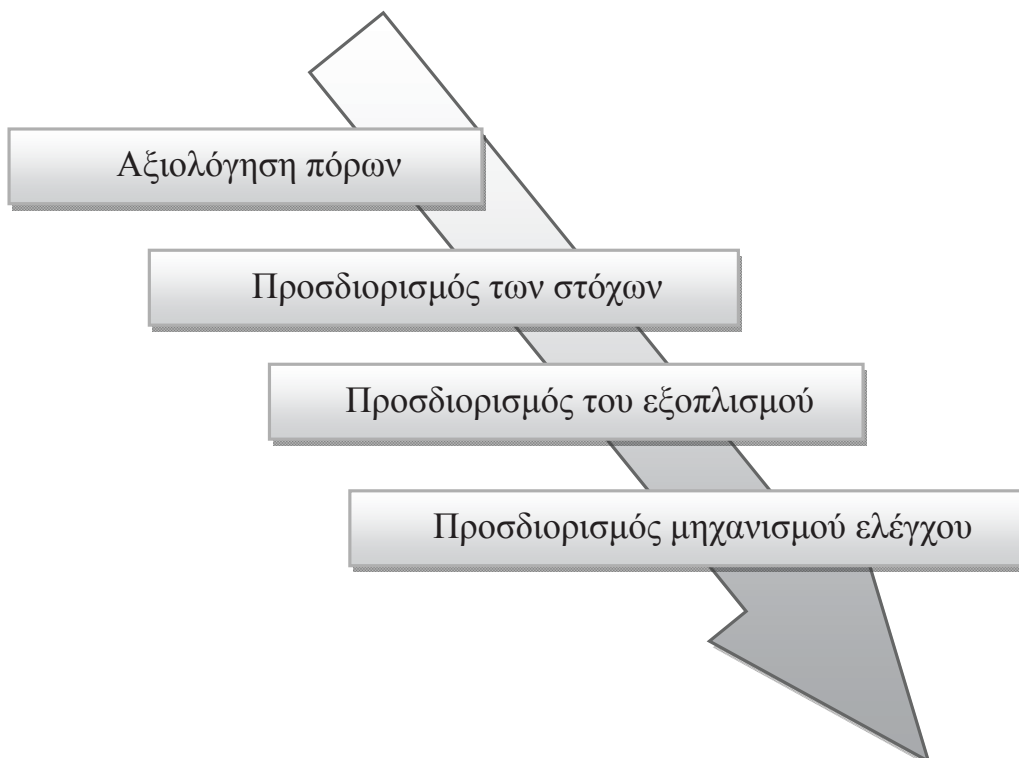 Αξιολόγηση πόρων
Προσδιορισμός των στόχων
Προσδιορισμός του εξοπλισμού
Προσδιορισμός μηχανισμού ελέγχου